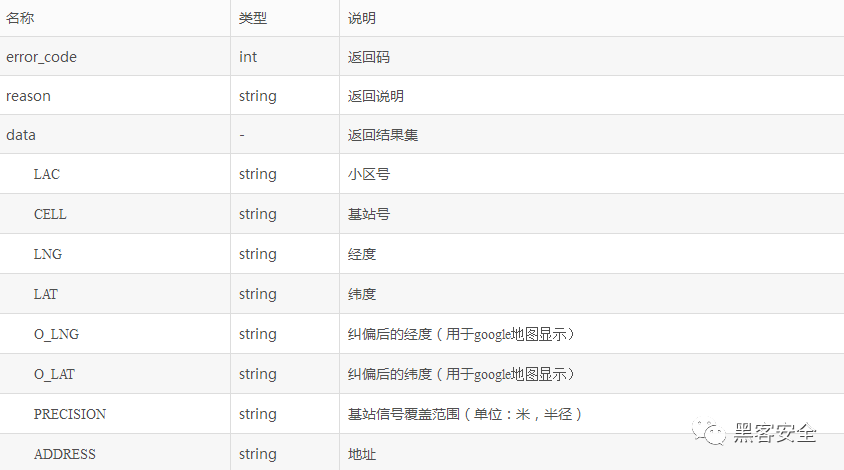 名称 类型 说明
error_code int 返回码
reason string 返回说明
data - 返回结果集
LAC string 小区号
CELL string 基站号
LNG string 经度
LAT string 纬度
O_LNG string 纠偏后的经度（用于google地图显示）
O_LAT string 纠偏后的纬度（用于google地图显示）
PRECISION string 基站信号覆盖范围（单位：米，半径）
ADDRESS string 地址
黑客安全